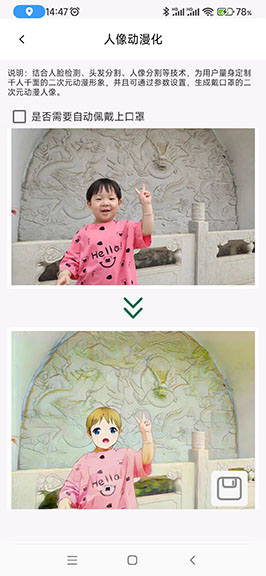 14:47
78%
人像动漫化
说明：结合人脸检测、头发分割、人像分割等技术，为用户量身定制
千人千面的二次元动漫形象，并且可通过参数设置，生成戴口罩的二
次元动漫人像。
是否需要自动佩戴上口罩
Hello!
Hello!